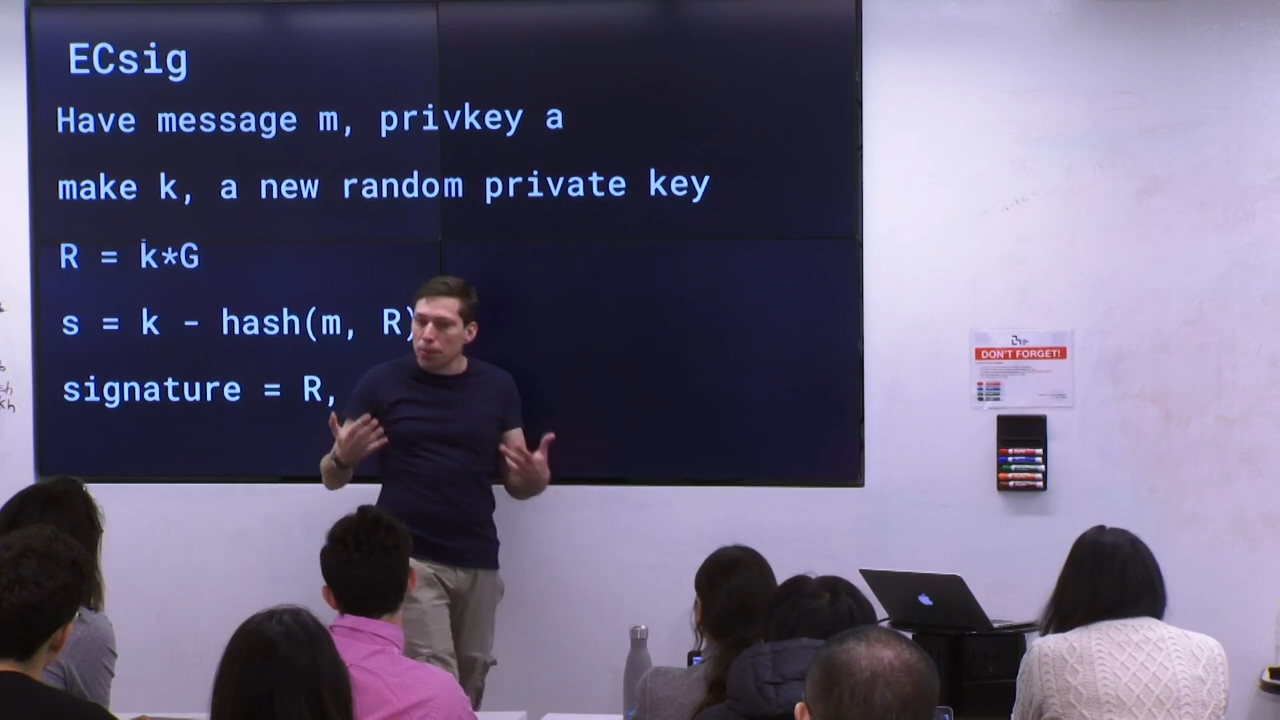 ECsig
Have message m, privkey a
make k, a new random private key
R = k*G
s = k - hash(m, R)
signature = R,
DON'T FORGET!